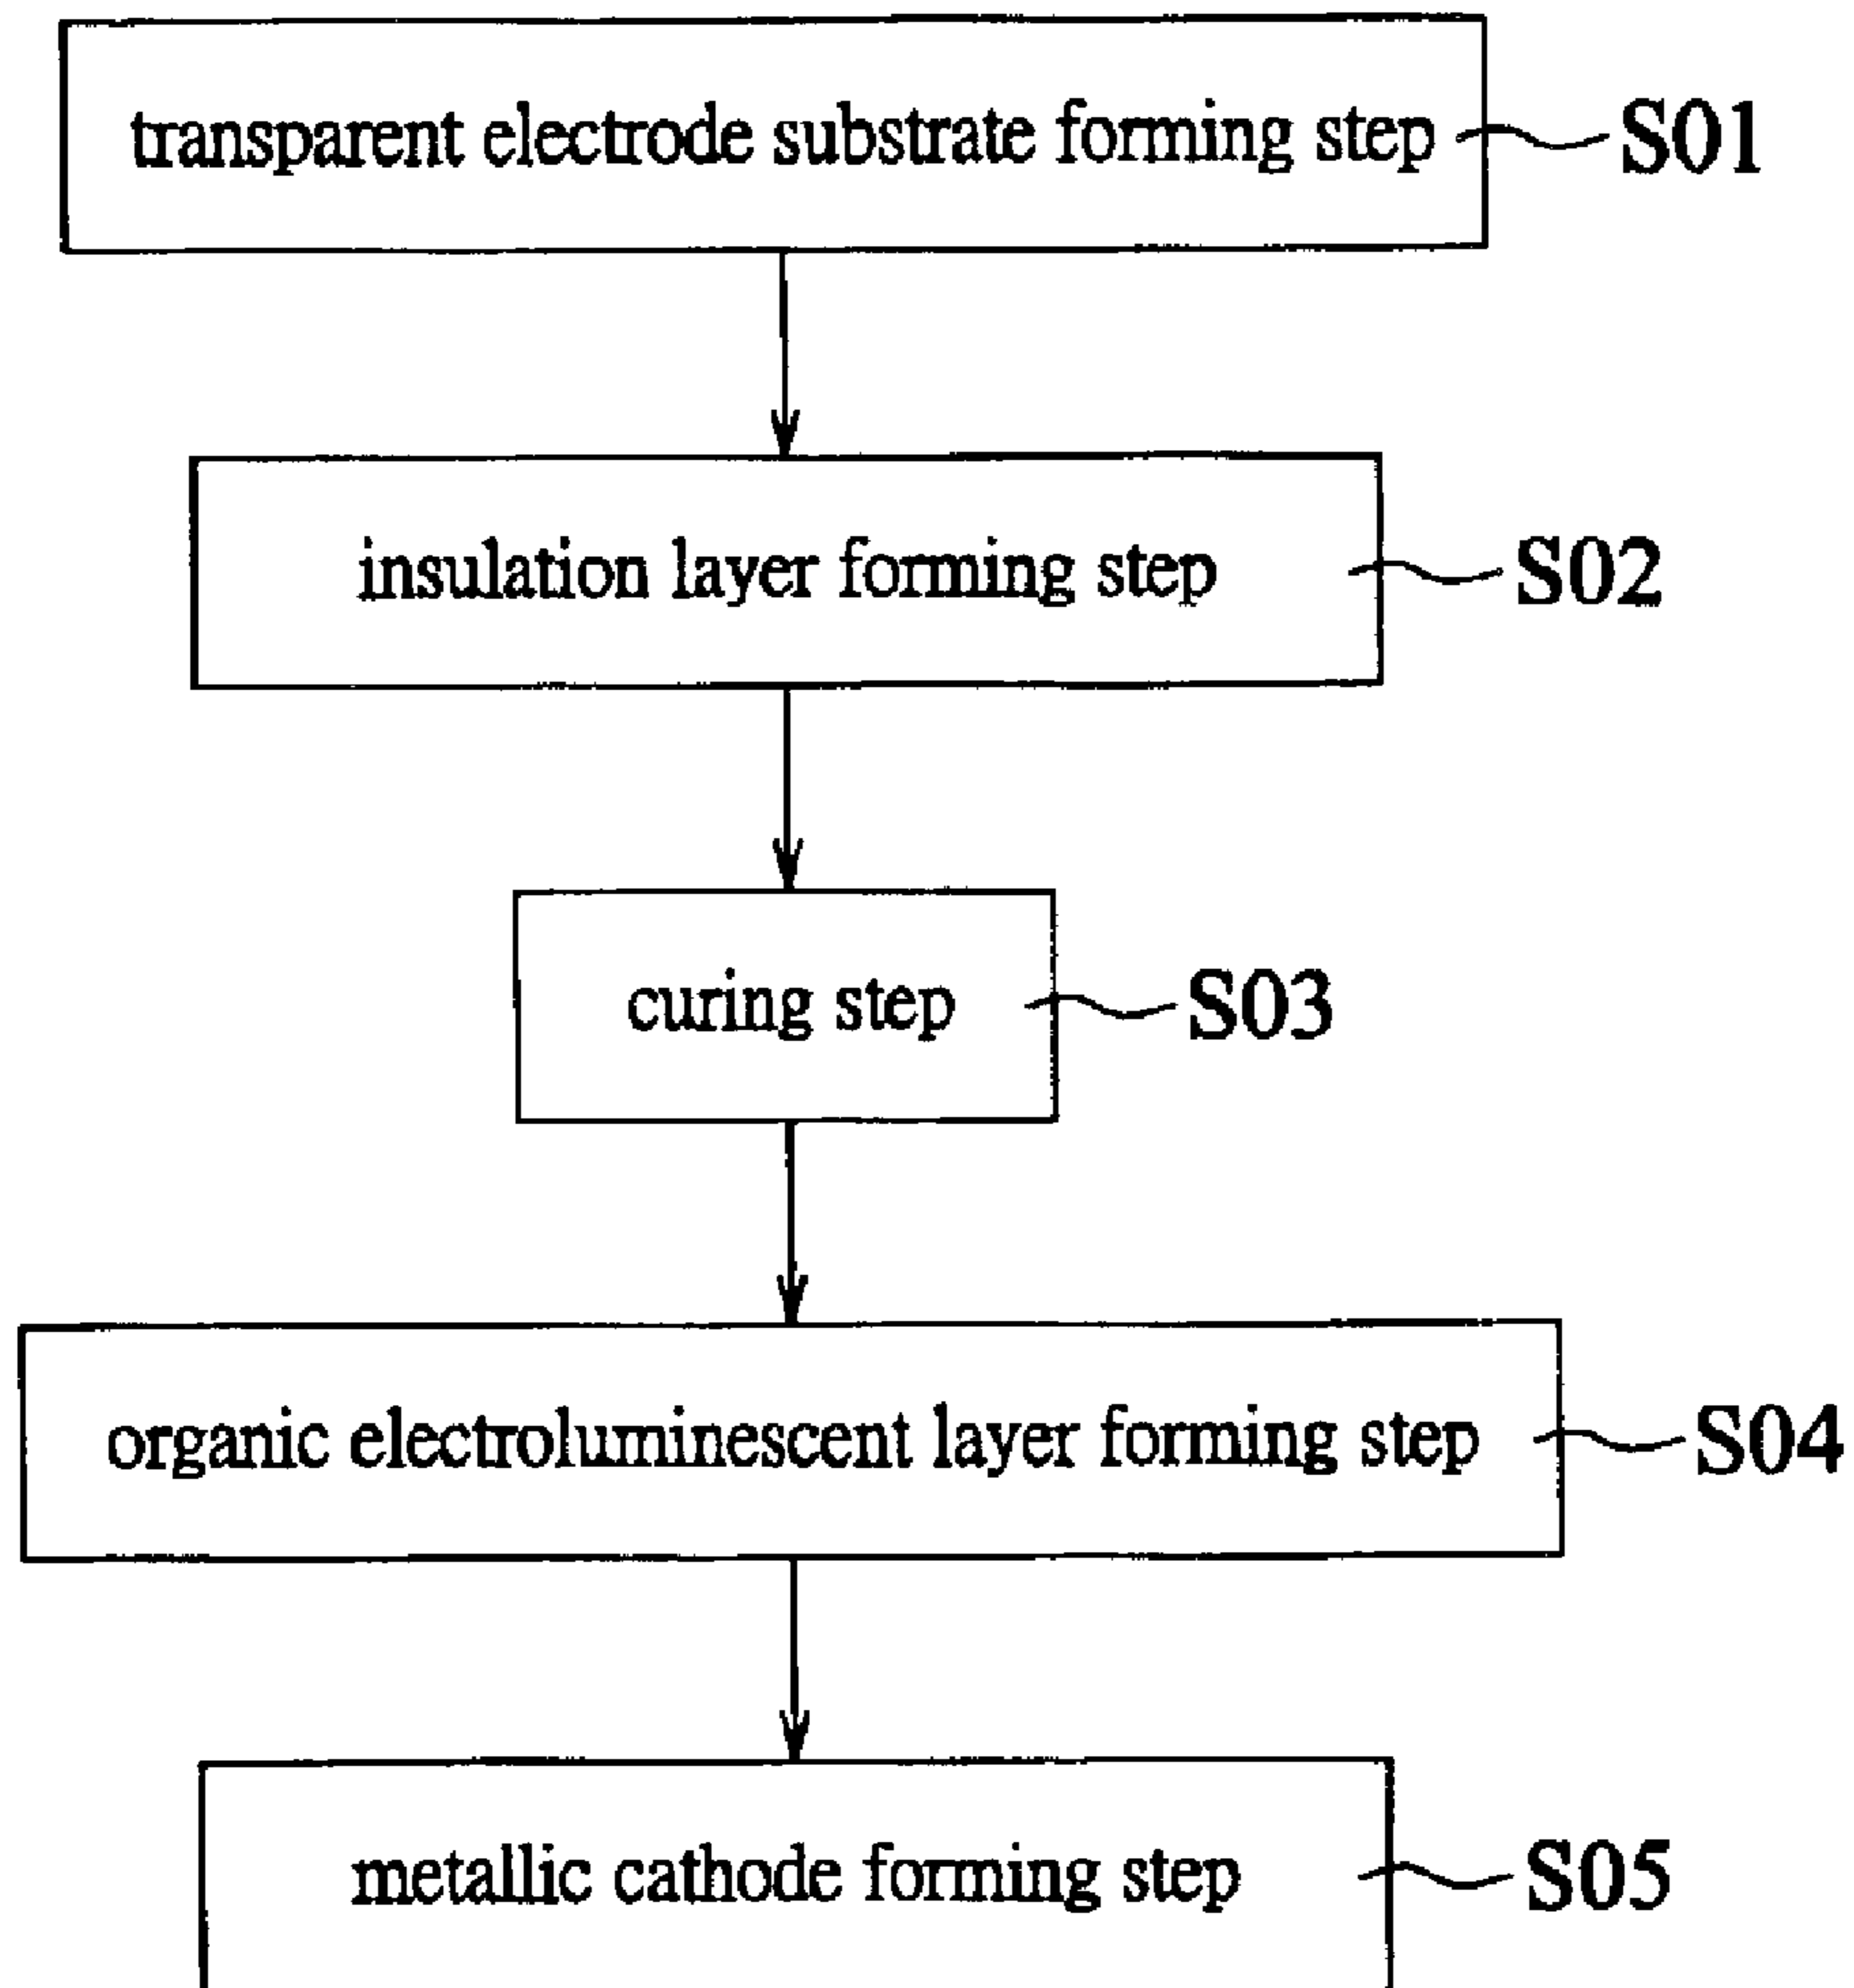 transparent electrode substrate forming step S01
insulation layer forming step S02
curing step S03
organic electroluminescent layer forming step S04
metallic cathode forming step S05